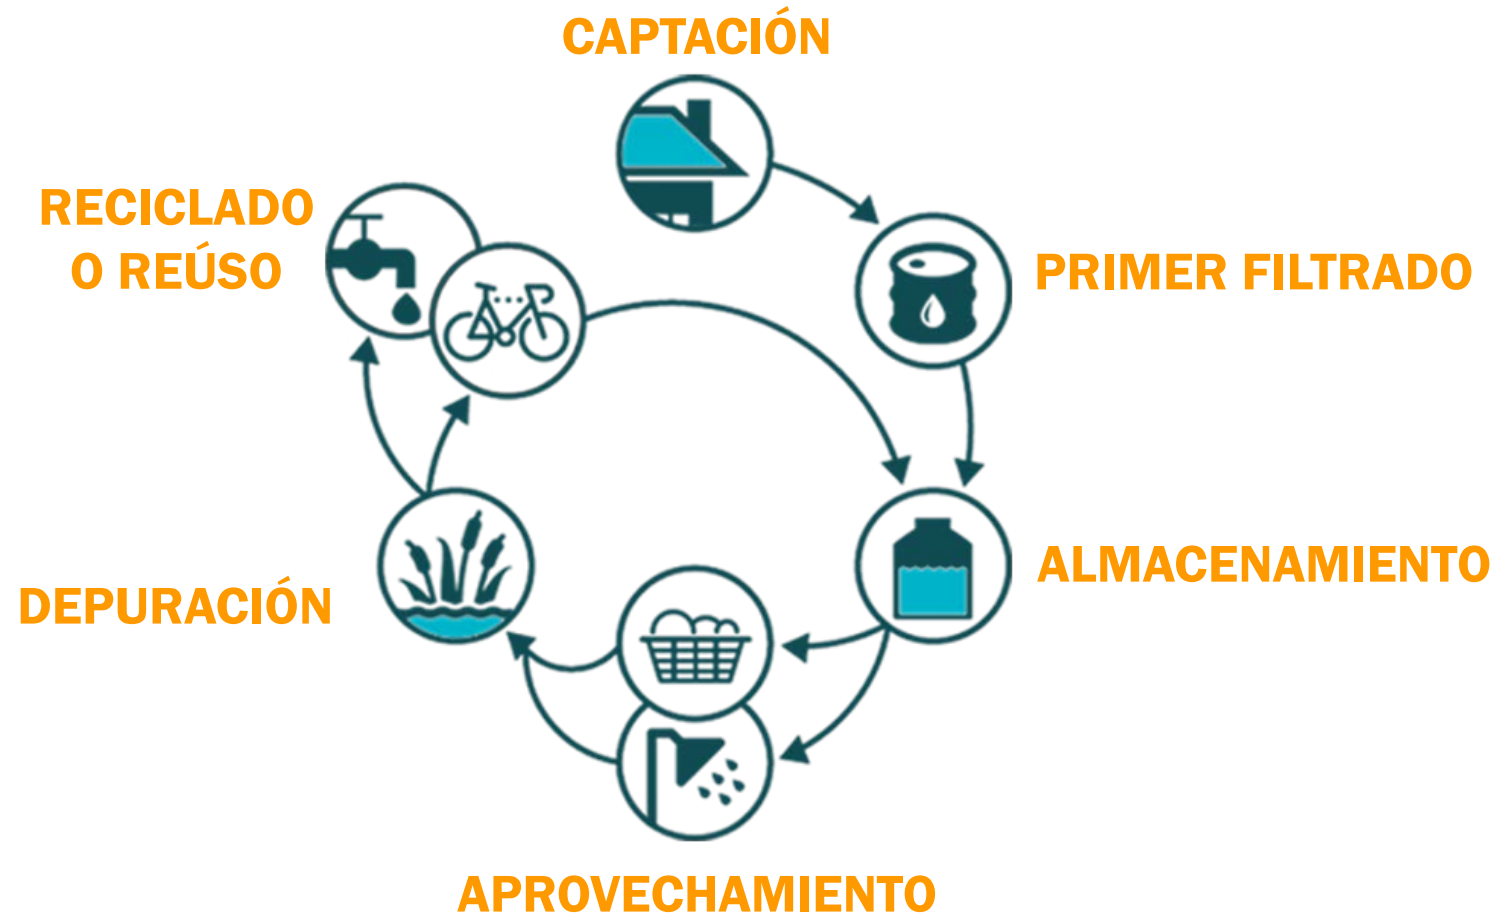 CAPTACIÓN
RECICLADO
O REÚSO
PRIMER FILTRADO
ALMACENAMIENTO
DEPURACIÓN
APROVECHAMIENTO